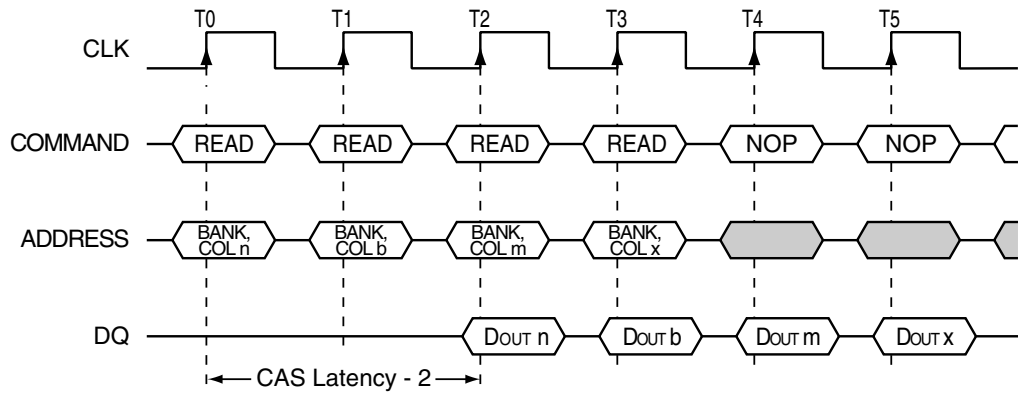 T0 T1 T2 T3 T4 T5
CLK
COMMAND READ READ READ READ NOP NOP
ADDRESS BANK, COL n BANK, COL b BANK, COL m BANK, COL x
DQ DOUT n DOUT b DOUT m DOUT x
CAS Latency - 2